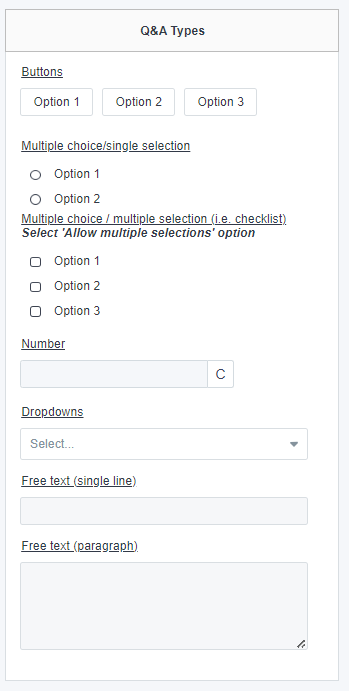 Q&A Types
Buttons
Option 1 Option 2 Option 3
Multiple choice/single selection
Option 1
Option 2
Multiple choice / multiple selection (i.e. checklist)
Select 'Allow multiple selections' option
Option 1
Option 2
Option 3
Number
C
Dropdowns
Select...
Free text (single line)
Free text (paragraph)